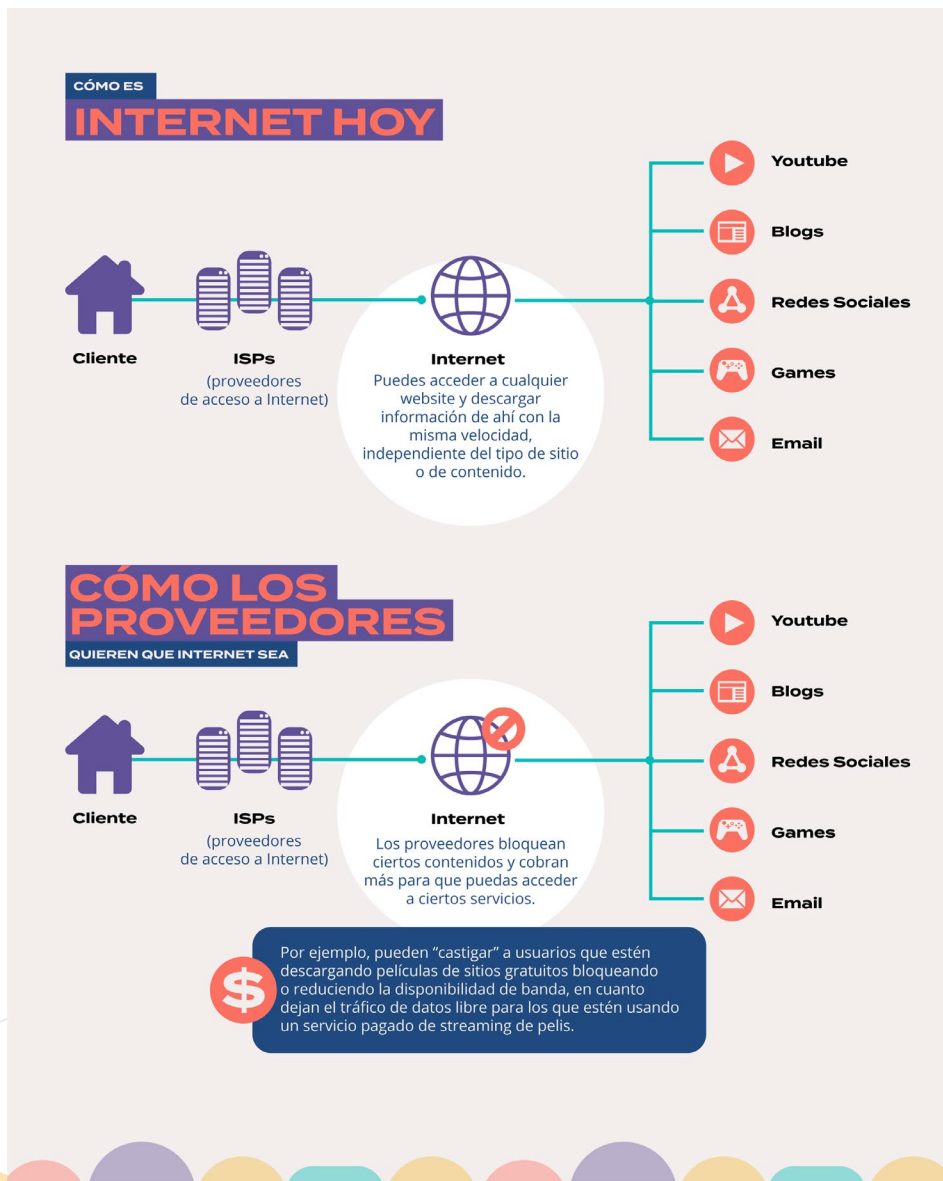 CÓMO ES
INTERNET HOY
Youtube
Blogs
Redes Sociales
Games
Email
Cliente
ISPs
(proveedores
de acceso a Internet)
Internet
Puedes acceder a cualquier
website y descargar
información de ahí con la
misma velocidad,
independiente del tipo de sitio
o de contenido.
CÓMO LOS
PROVEEDORES
QUIEREN QUE INTERNET SEA
Youtube
Blogs
Redes Sociales
Games
Email
Cliente
ISPs
(proveedores
de acceso a Internet)
Internet
Los proveedores bloquean
ciertos contenidos y cobran
más para que puedas acceder
a ciertos servicios.
$
Por ejemplo, pueden “castigar” a usuarios que estén
descargando películas de sitios gratuitos bloqueando
o reduciendo la disponibilidad de banda, en cuanto
dejan el tráfico de datos libre para los que estén usando
un servicio pagado de streaming de pelis.